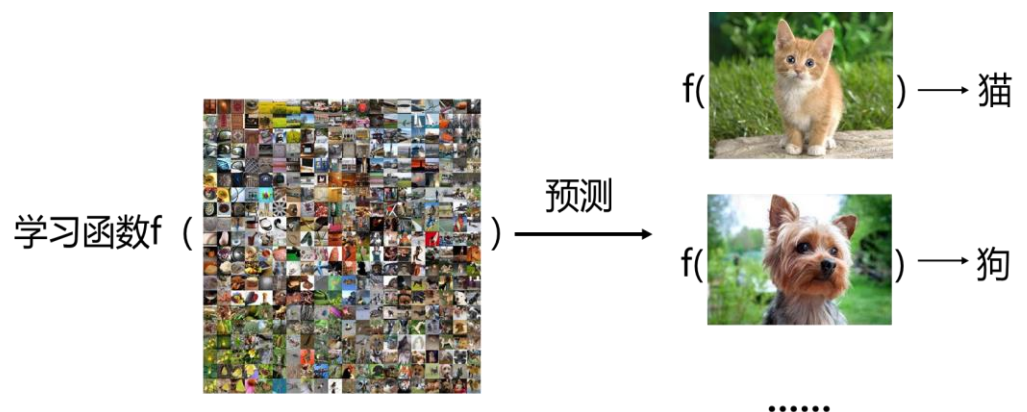 学习函数f ( )
预测
f( ) → 猫
f( ) → 狗
……